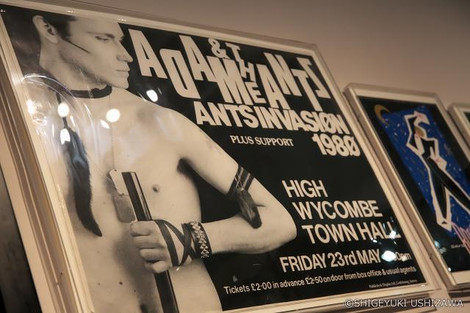 ADAM & THE ANTS
ANTS INVASION
1980
PLUS SUPPORT
HIGH
WYCOMBE
TOWN HALL
FRIDAY 23rd MAY
Tickets £2·00 in advance £2·50 on door from box office & usual agents
©SHIGEYUKI USHIZAWA